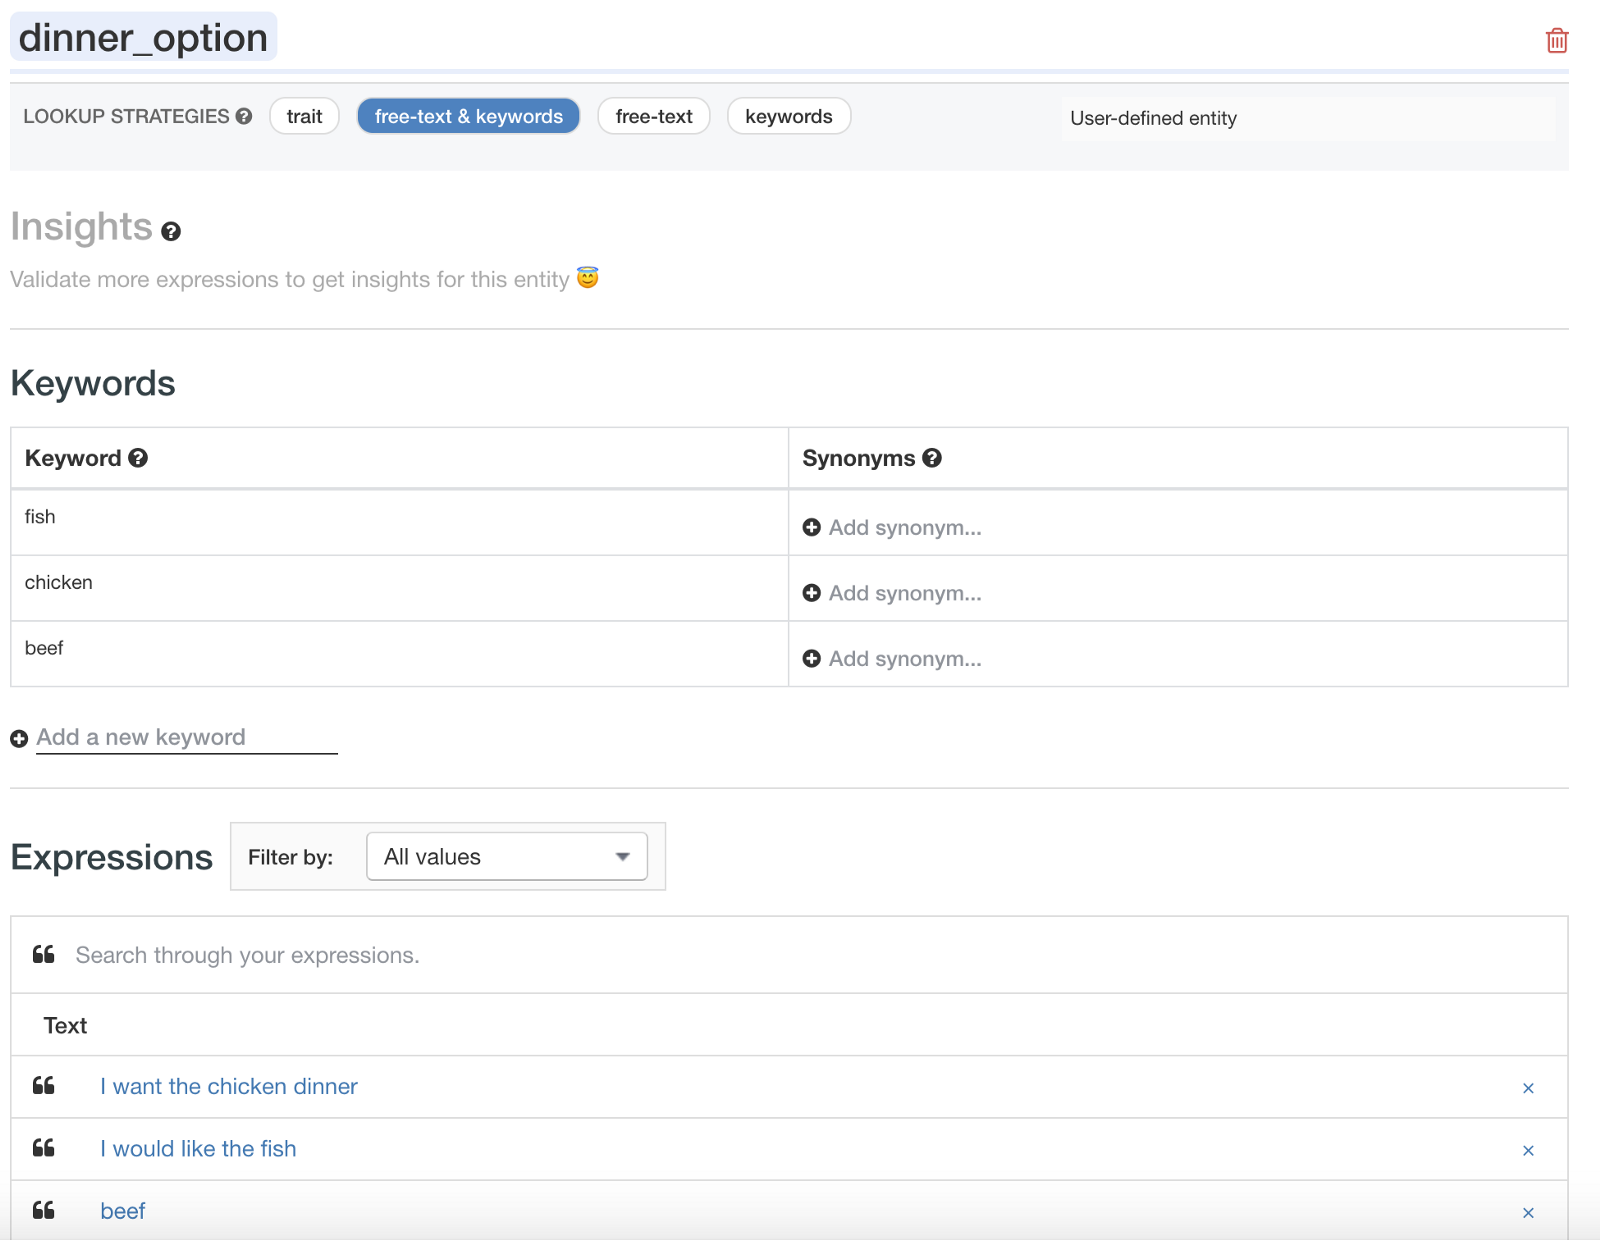 dinner_option
LOOKUP STRATEGIES trait free-text & keywords free-text keywords User-defined entity
Insights
Validate more expressions to get insights for this entity 😇
Keywords
Keyword Synonyms
fish
Add synonym...
chicken
Add synonym...
beef
Add synonym...
Add a new keyword
Expressions Filter by: All values
Search through your expressions.
Text
I want the chicken dinner
I would like the fish
beef